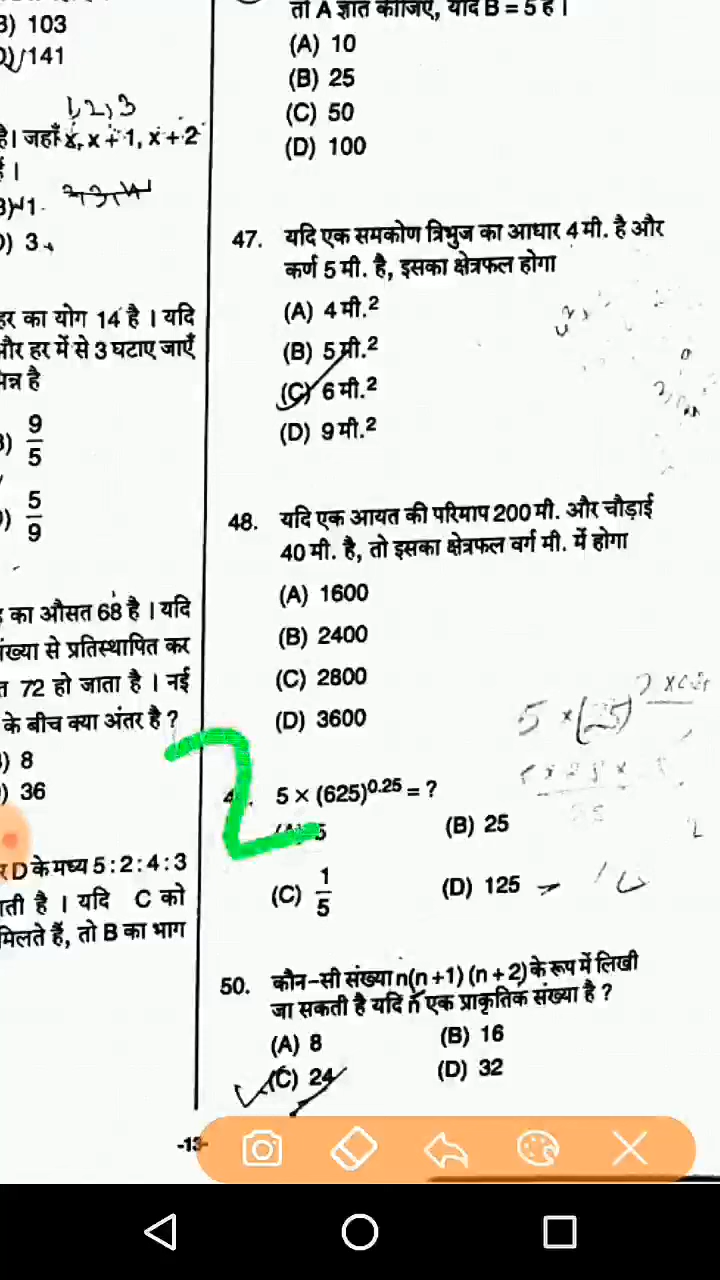 B) 103
D) 141
1, 2, 3
है। जहाँ x, x + 1, x + 2
हैं।
B) 1
D) 3
हर का योग 14 है । यदि
और हर में से 3 घटाए जाएँ
भिन्न है
9
5
5
9
का औसत 68 है । यदि
संख्या से प्रतिस्थापित कर
72 हो जाता है । नई
के बीच क्या अंतर है ?
) 8
) 36
र D के मध्य 5 : 2 : 4 : 3
जाती है । यदि C को
मिलते हैं, तो B का भाग
तो A ज्ञात कीजिए, यदि B = 5 है ।
(A) 10
(B) 25
(C) 50
(D) 100
47. यदि एक समकोण त्रिभुज का आधार 4 मी. है और
कर्ण 5 मी. है, इसका क्षेत्रफल होगा
(A) 4 मी.²
(B) 5 मी.²
(C) 6 मी.²
(D) 9 मी.²
48. यदि एक आयत की परिमाप 200 मी. और चौड़ाई
40 मी. है, तो इसका क्षेत्रफल वर्ग मी. में होगा
(A) 1600
(B) 2400
(C) 2800
(D) 3600
5 × (25)
2
5 × (625)^0.25 = ?
(A) 5 (B) 25
(C) 1/5 (D) 125
50. कौन-सी संख्या n(n + 1) (n + 2) के रूप में लिखी
जा सकती है यदि n एक प्राकृतिक संख्या है ?
(A) 8 (B) 16
(C) 24 (D) 32
-13-